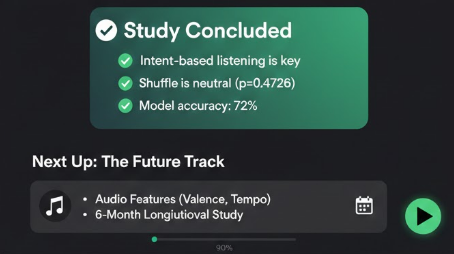 Study Concluded
Intent-based listening is key
Shuffle is neutral (p=0.4726)
Model accuracy: 72%
Next Up: The Future Track
• Audio Features (Valence, Tempo)
• 6-Month Longiutioval Study
90%